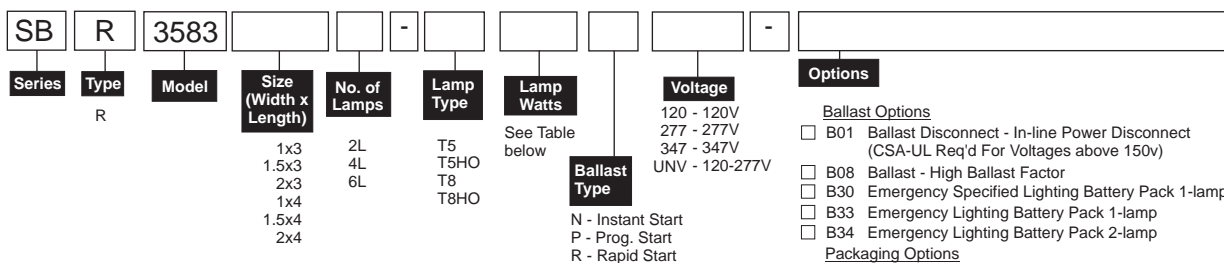 SB R 3583 - -
Series Type Model Size (Width x Length) No. of Lamps Lamp Type Lamp Watts Ballast Type Voltage Options
R
1x3
1.5x3
2x3
1x4
1.5x4
2x4
2L
4L
6L
T5
T5HO
T8
T8HO
See Table
below
N - Instant Start
P - Prog. Start
R - Rapid Start
120 - 120V
277 - 277V
347 - 347V
UNV - 120-277V
Ballast Options
B01 Ballast Disconnect - In-line Power Disconnect
(CSA-UL Req'd For Voltages above 150v)
B08 Ballast - High Ballast Factor
B30 Emergency Specified Lighting Battery Pack 1-lamp
B33 Emergency Lighting Battery Pack 1-lamp
B34 Emergency Lighting Battery Pack 2-lamp
Packaging Options